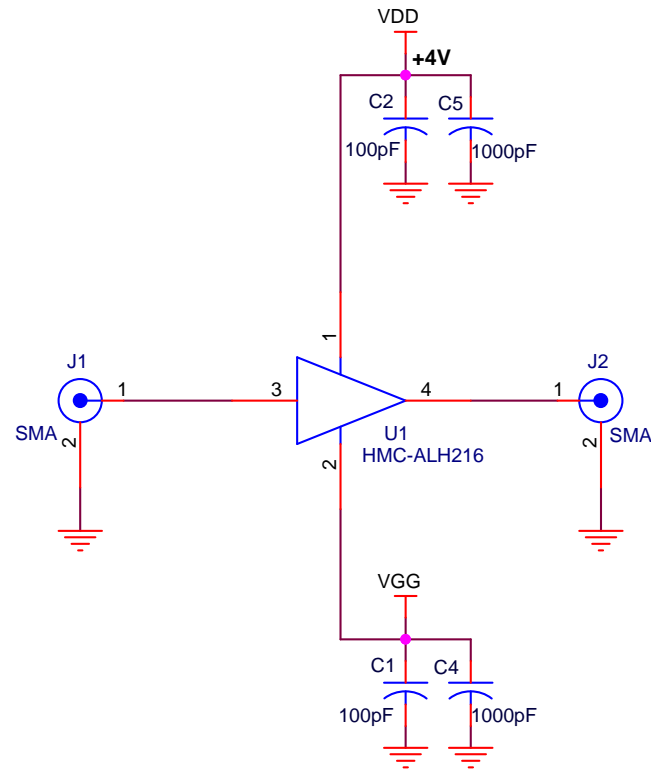 VDD
+4V
C2
C5
100pF
1000pF
1
J1
J2
1
3
4
1
SMA
2
U1
2
SMA
HMC-ALH216
2
VGG
C1
C4
100pF
1000pF